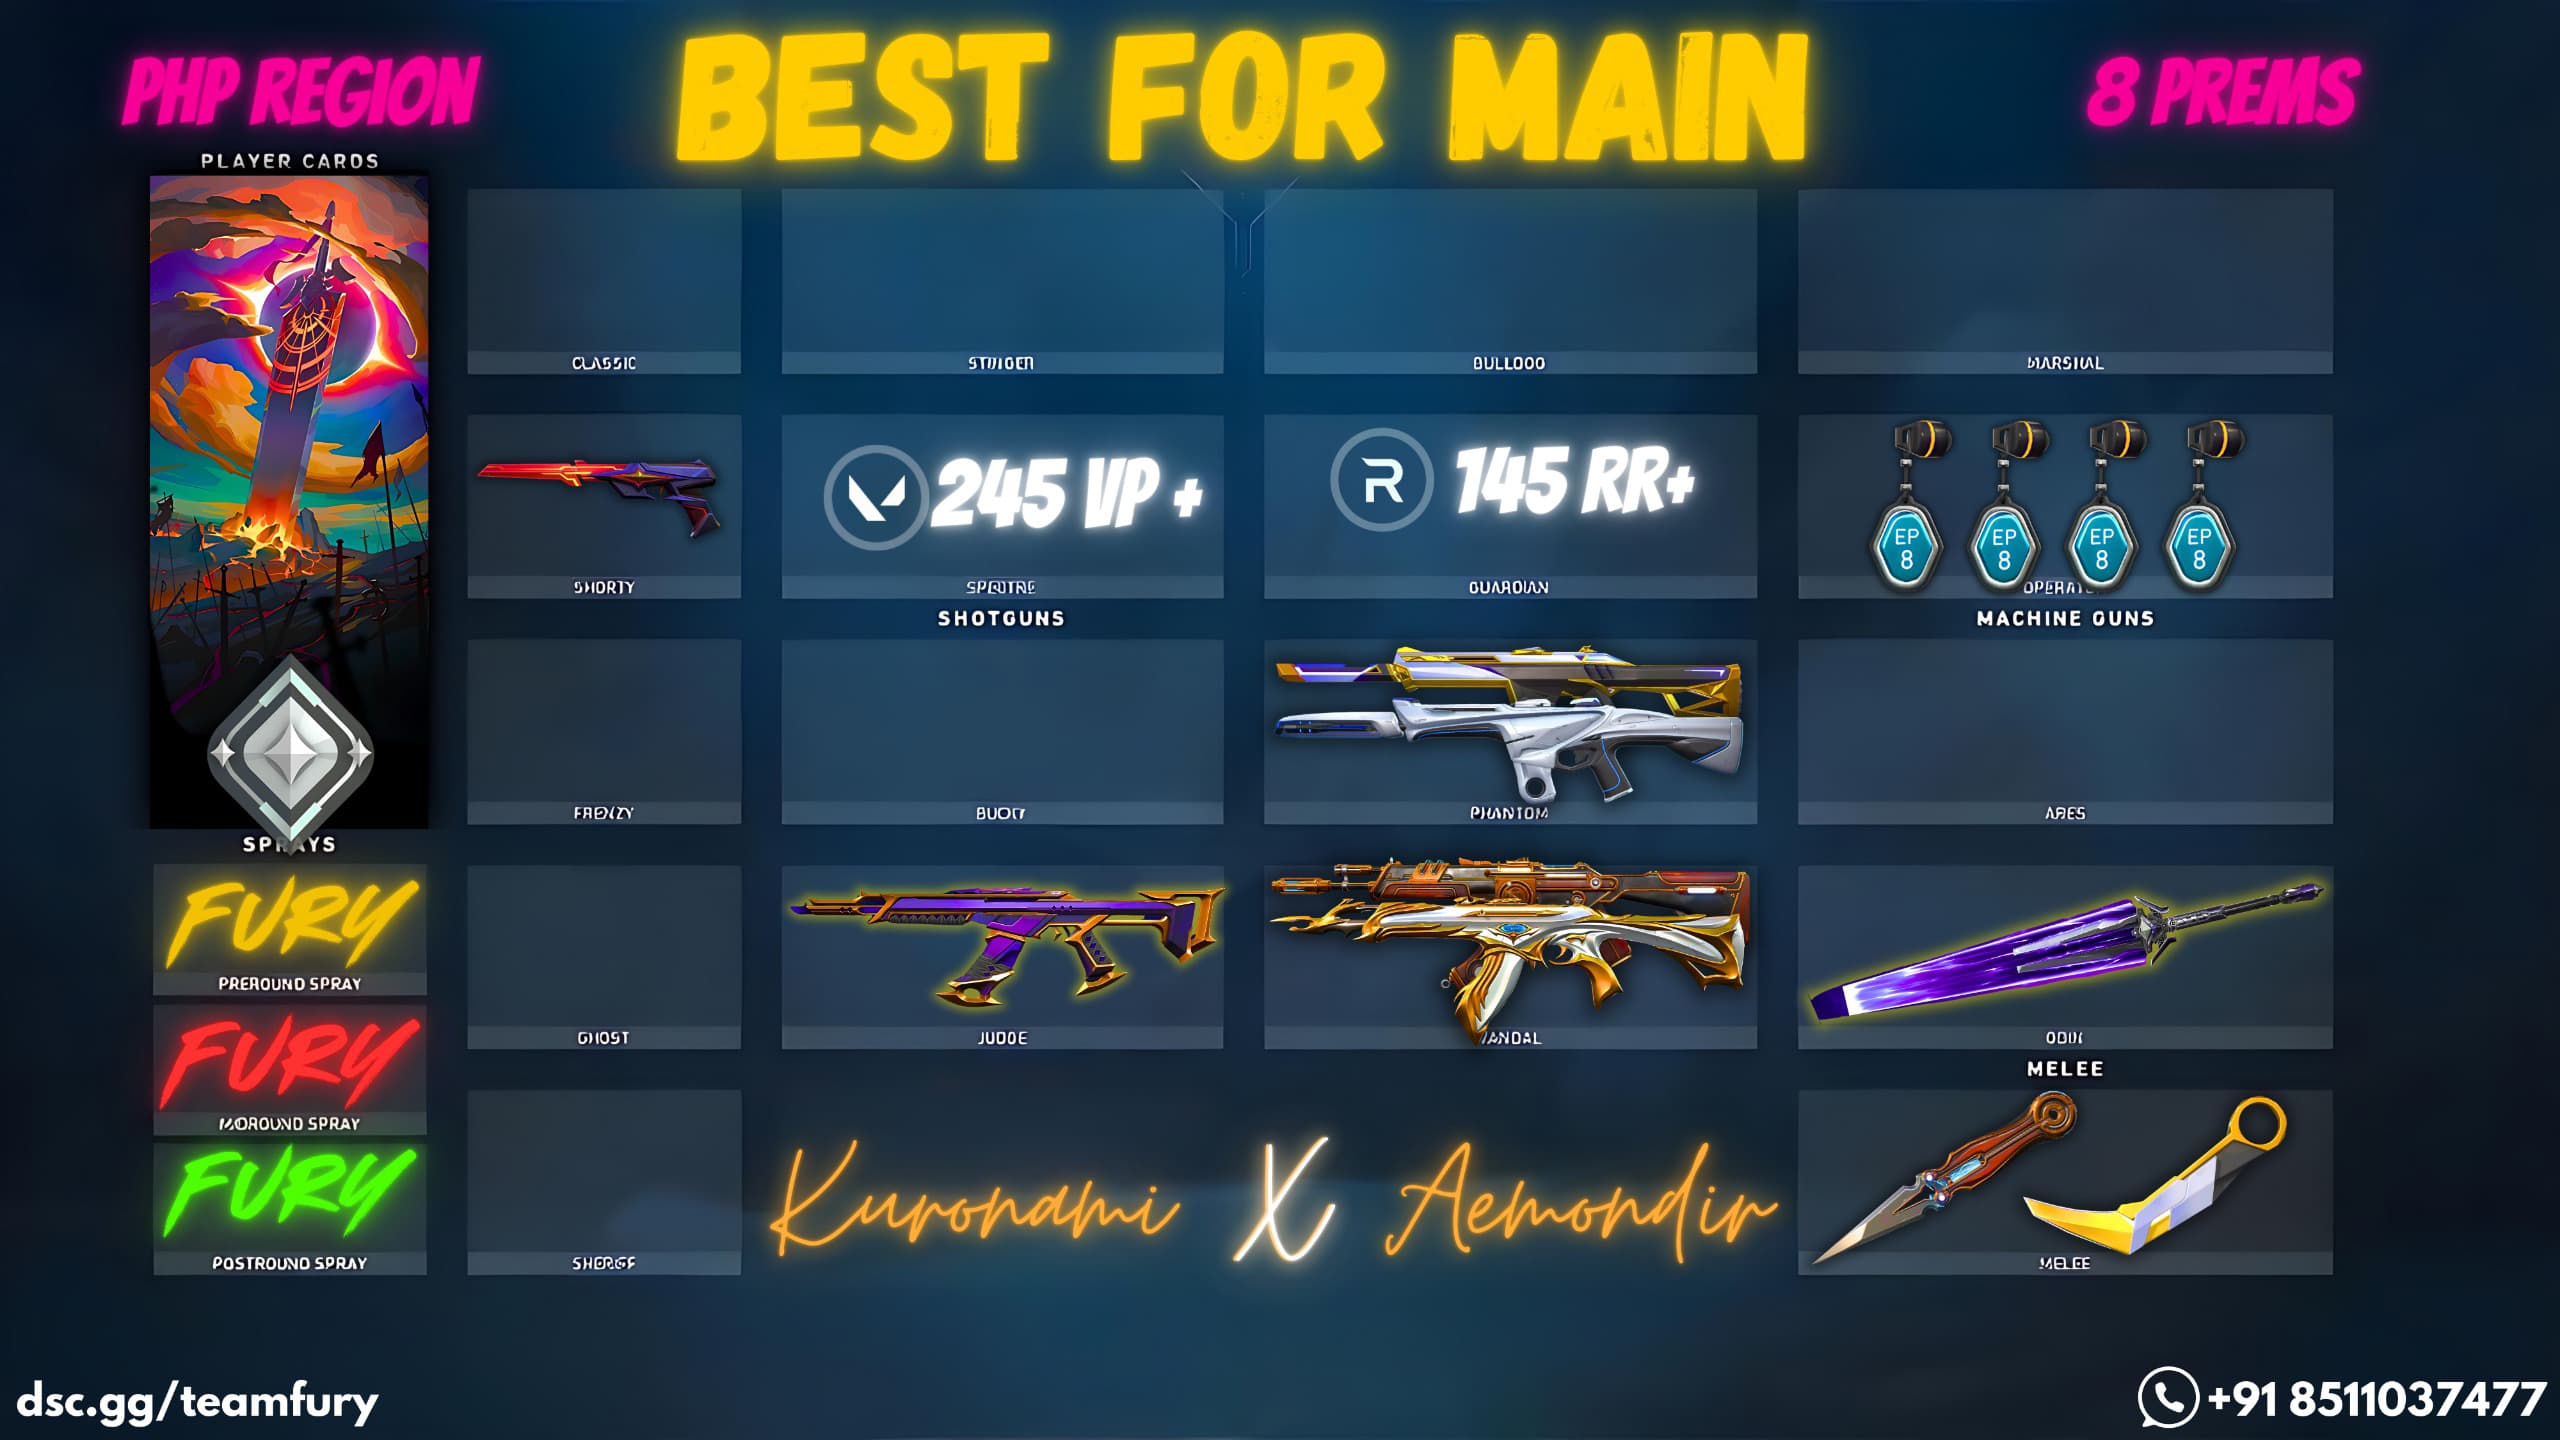 PHP REGION
BEST FOR MAIN
8 PREMS
PLAYER CARDS
CLASSIC
STINGER
BULLDOG
MARSHAL
245 VP +
R
145 RR+
EP
8
EP
8
EP
8
EP
8
SHORTY
SPECTRE
GUARDIAN
SHOTGUNS
MACHINE GUNS
FRENZY
BUCKY
PHANTOM
ARES
SPRAYS
FURY
PREROUND SPRAY
GHOST
JUDGE
ODIN
MELEE
FURY
MIDROUND SPRAY
FURY
POSTROUND SPRAY
SHERIFF
Kuronami X Aemondir
MELEE
dsc.gg/teamfury
+91 8511037477